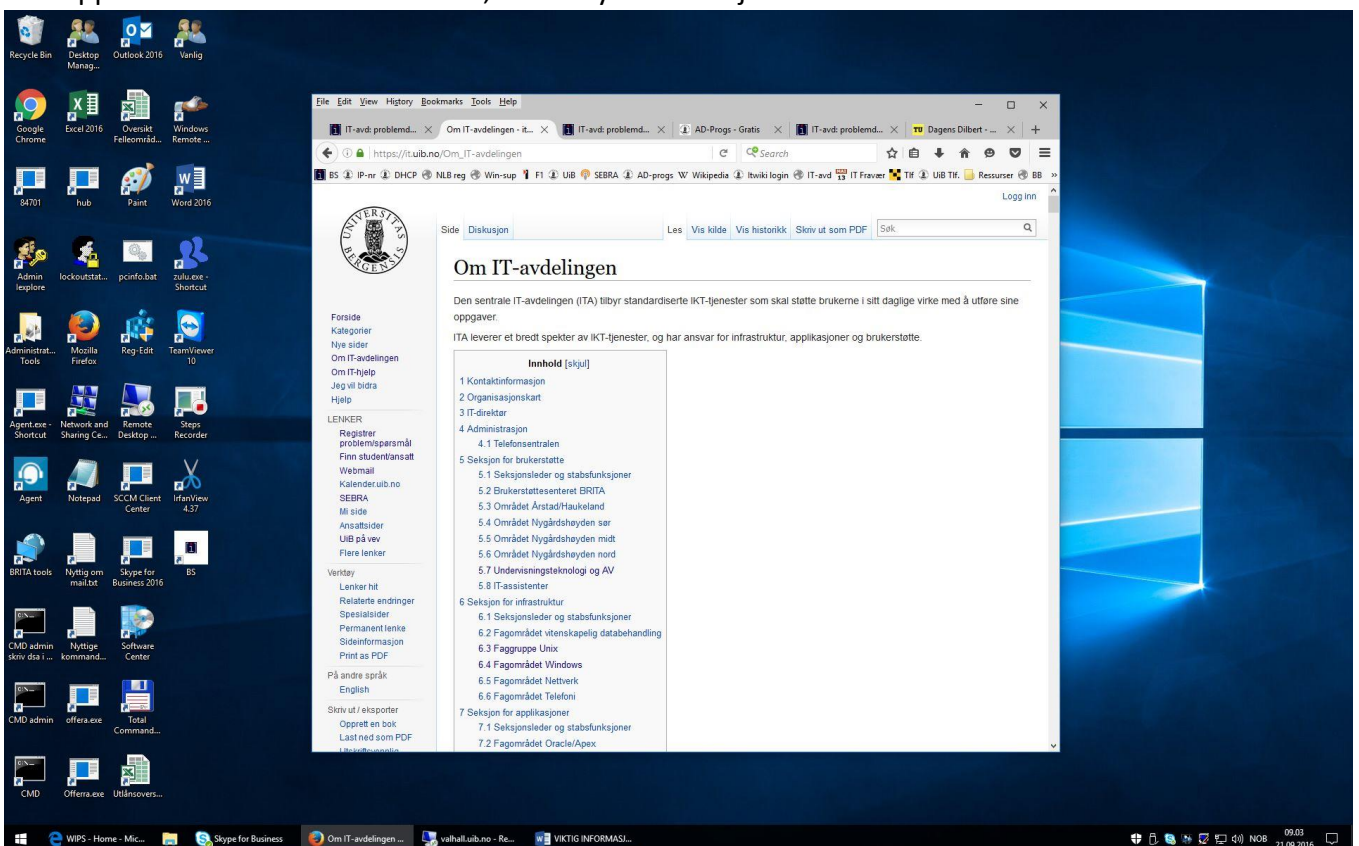 Recycle Bin
Desktop Manag...
Outlook 2016
Vanlig
Google Chrome
Excel 2016
Oversikt Fellesområd...
Windows Remote ...
84701
hub
Paint
Word 2016
Admin Iexplore
lockoutstat...
pcinfo.bat
zulu.exe - Shortcut
Administrat... Tools
Mozilla Firefox
Reg-Edit
TeamViewer 10
Agent.exe - Shortcut
Network and Sharing Ce...
Remote Desktop ...
Steps Recorder
Agent
Notepad
SCCM Client Center
IrfanView 4.37
BRITA tools
Nyttig om mail.txt
Skype for Business 2016
BS
CMD admin skriv dsa i ...
Nyttige kommand...
Software Center
CMD admin
offera.exe
Total Command...
CMD
Offerra.exe
Utlånsovers...
File Edit View History Bookmarks Tools Help
IT-avd: problemd...
Om IT-avdelingen - it...
IT-avd: problemd...
AD-Progs - Gratis
IT-avd: problemd...
TU Dagens Dilbert - ...
https://it.uib.no/Om_IT-avdelingen
Search
BS IP-nr DHCP NLB reg Win-sup F1 UiB SEBRA AD-progs W Wikipedia Itwiki login IT-avd 13 IT Fravær Tlf UiB Tlf. Ressurser BB »
Logg inn
UNIVERSITAS BERGENSIS
Side Diskusjon
Les Vis kilde Vis historikk Skriv ut som PDF
Søk
Om IT-avdelingen
Den sentrale IT-avdelingen (ITA) tilbyr standardiserte IKT-tjenester som skal støtte brukerne i sitt daglige virke med å utføre sine
oppgaver.
ITA leverer et bredt spekter av IKT-tjenester, og har ansvar for infrastruktur, applikasjoner og brukerstøtte.
Forside
Kategorier
Nye sider
Om IT-avdelingen
Om IT-hjelp
Jeg vil bidra
Hjelp
LENKER
Registrer
problem/spørsmål
Finn student/ansatt
Webmail
Kalender.uib.no
SEBRA
Mi side
Ansattsider
UiB på vev
Flere lenker
Verktøy
Lenker hit
Relaterte endringer
Spesialsider
Permanent lenke
Sideinformasjon
Print as PDF
På andre språk
English
Skriv ut / eksporter
Opprett en bok
Last ned som PDF
Utskriftsvennlig
Innhold [skjul]
1 Kontaktinformasjon
2 Organisasjonskart
3 IT-direktør
4 Administrasjon
4.1 Telefonsentralen
5 Seksjon for brukerstøtte
5.1 Seksjonsleder og stabsfunksjoner
5.2 Brukerstøttesenteret BRITA
5.3 Området Årstad/Haukeland
5.4 Området Nygårdshøyden sør
5.5 Området Nygårdshøyden midt
5.6 Området Nygårdshøyden nord
5.7 Undervisningsteknologi og AV
5.8 IT-assistenter
6 Seksjon for infrastruktur
6.1 Seksjonsleder og stabsfunksjoner
6.2 Fagområdet vitenskapelig databehandling
6.3 Faggruppe Unix
6.4 Fagområdet Windows
6.5 Fagområdet Nettverk
6.6 Fagområdet Telefoni
7 Seksjon for applikasjoner
7.1 Seksjonsleder og stabsfunksjoner
7.2 Fagområdet Oracle/Apex
WIPS - Home - Mic...
Skype for Business
Om IT-avdelingen ...
valhall.uib.no - Re...
VIKTIG INFORMASJ...
NOB
09.03
21.09.2016